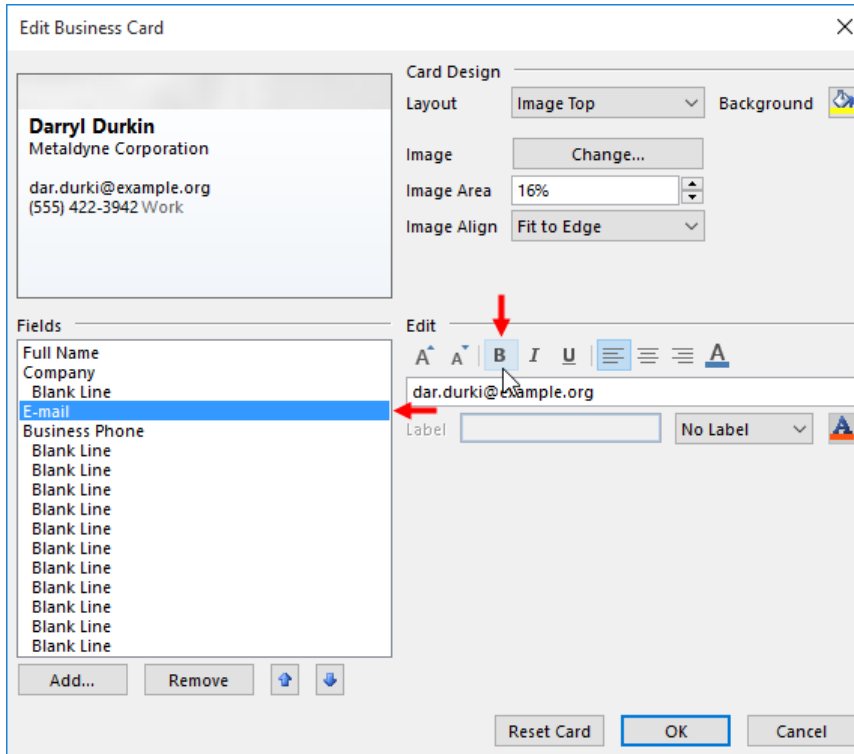 Edit Business Card
Darryl Durkin
Metaldyne Corporation
dar.durki@example.org
(555) 422-3942 Work
Card Design
Layout Image Top Background
Image Change...
Image Area 16%
Image Align Fit to Edge
Fields
Full Name
Company
Blank Line
E-mail
Business Phone
Blank Line
Blank Line
Blank Line
Blank Line
Blank Line
Blank Line
Blank Line
Blank Line
Blank Line
Blank Line
Blank Line
Add... Remove
Edit
A A B I U A
dar.durki@example.org
Label No Label A
Reset Card OK Cancel